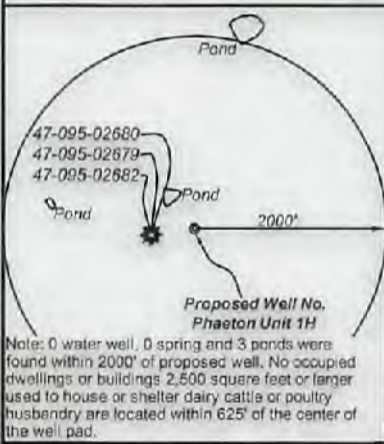 Pond
47-095-02680
47-095-02679
47-095-02682
Pond
Pond
2000'
Proposed Well No.
Phaeton Unit 1H
Note: 0 water well, 0 spring and 3 ponds were
found within 2000' of proposed well. No occupied
dwellings or buildings 2,500 square feet or larger
used to house or shelter dairy cattle or poultry
husbandry are located within 625' of the center of
the well pad.